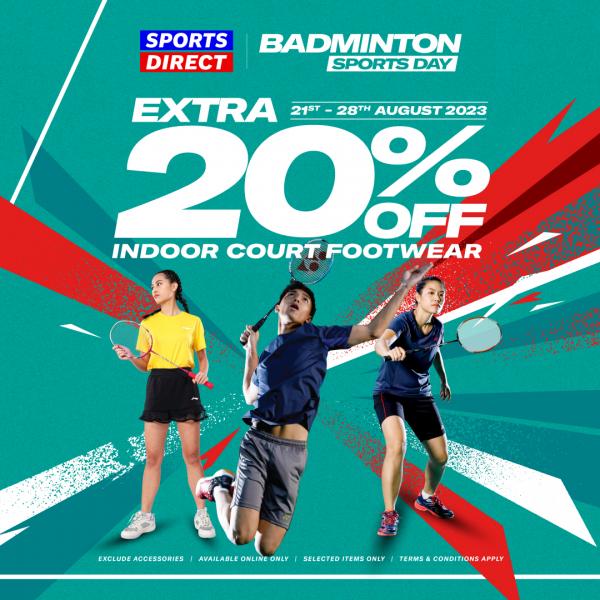 SPORTS
DIRECT
BADMINTON
SPORTS DAY
EXTRA 21ST - 28TH AUGUST 2023
20% OFF
INDOOR COURT FOOTWEAR
EXCLUDE ACCESSORIES | AVAILABLE ONLINE ONLY | SELECTED ITEMS ONLY | TERMS & CONDITIONS APPLY